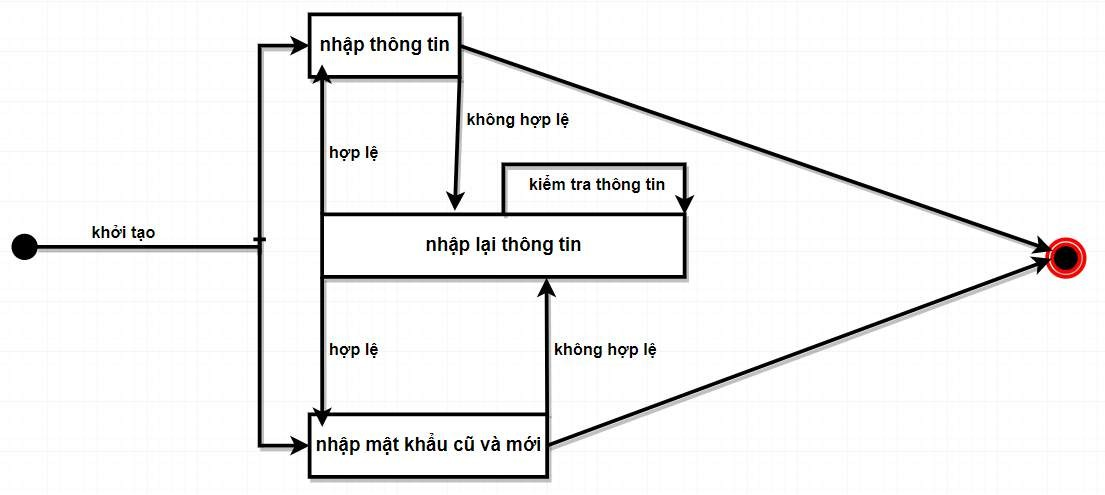 nhập thông tin
không hợp lệ
hợp lệ
kiểm tra thông tin
khởi tạo
nhập lại thông tin
hợp lệ
không hợp lệ
nhập mật khẩu cũ và mới